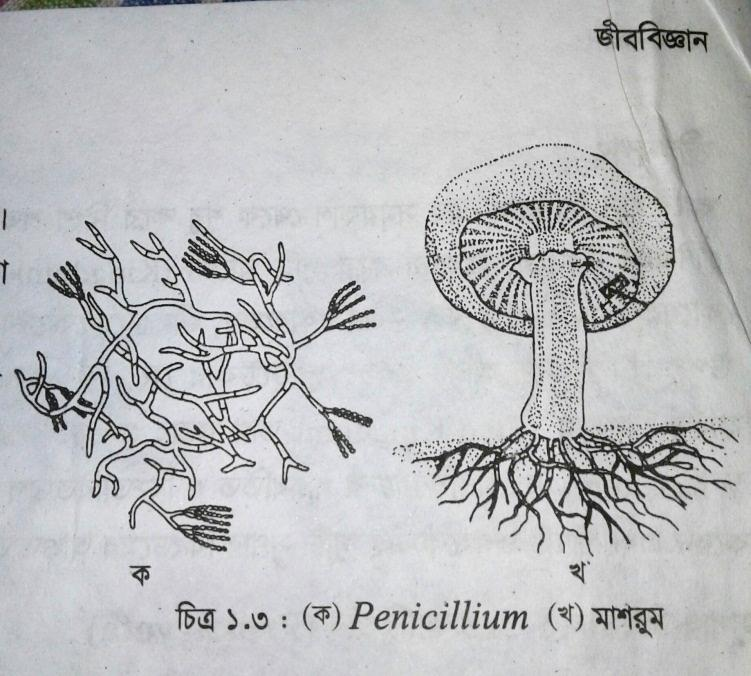 জীববিজ্ঞান
ক
খ
চিত্র ১.৩ : (ক) Penicillium (খ) মাশরুম